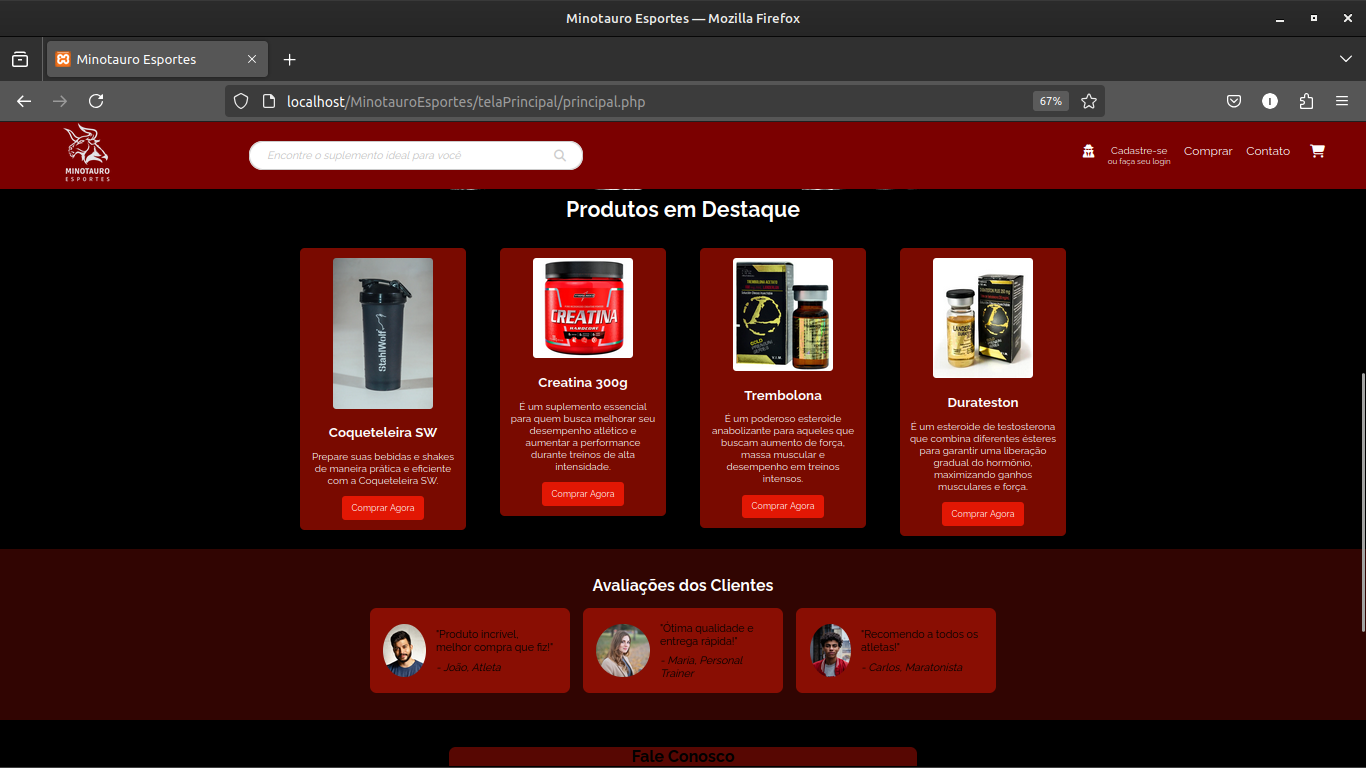 Minotauro Esportes — Mozilla Firefox
Minotauro Esportes
localhost/MinotauroEsportes/telaPrincipal/principal.php
67%
MINOTAURO
ESPORTES
Encontre o suplemento ideal para você
Cadastre-se
ou faça seu login
Comprar
Contato
Produtos em Destaque
StahlWolf
Coqueteleira SW
Prepare suas bebidas e shakes
de maneira prática e eficiente
com a Coqueteleira SW.
Comprar Agora
CREATINA
HARDCORE
Creatina 300g
É um suplemento essencial
para quem busca melhorar seu
desempenho atlético e
aumentar a performance
durante treinos de alta
intensidade.
Comprar Agora
TREMBOLONA ACETATO
GOLD
PREMIUM
SERIES
Trembolona
É um poderoso esteroide
anabolizante para aqueles que
buscam aumento de força,
massa muscular e
desempenho em treinos
intensos.
Comprar Agora
Durateston
É um esteroide de testosterona
que combina diferentes ésteres
para garantir uma liberação
gradual do hormônio,
maximizando ganhos
musculares e força.
Comprar Agora
Avaliações dos Clientes
"Produto incrível,
melhor compra que fiz!"
- João, Atleta
"Ótima qualidade e
entrega rápida!"
- Maria, Personal
Trainer
"Recomendo a todos os
atletas!"
- Carlos, Maratonista
Fale Conosco